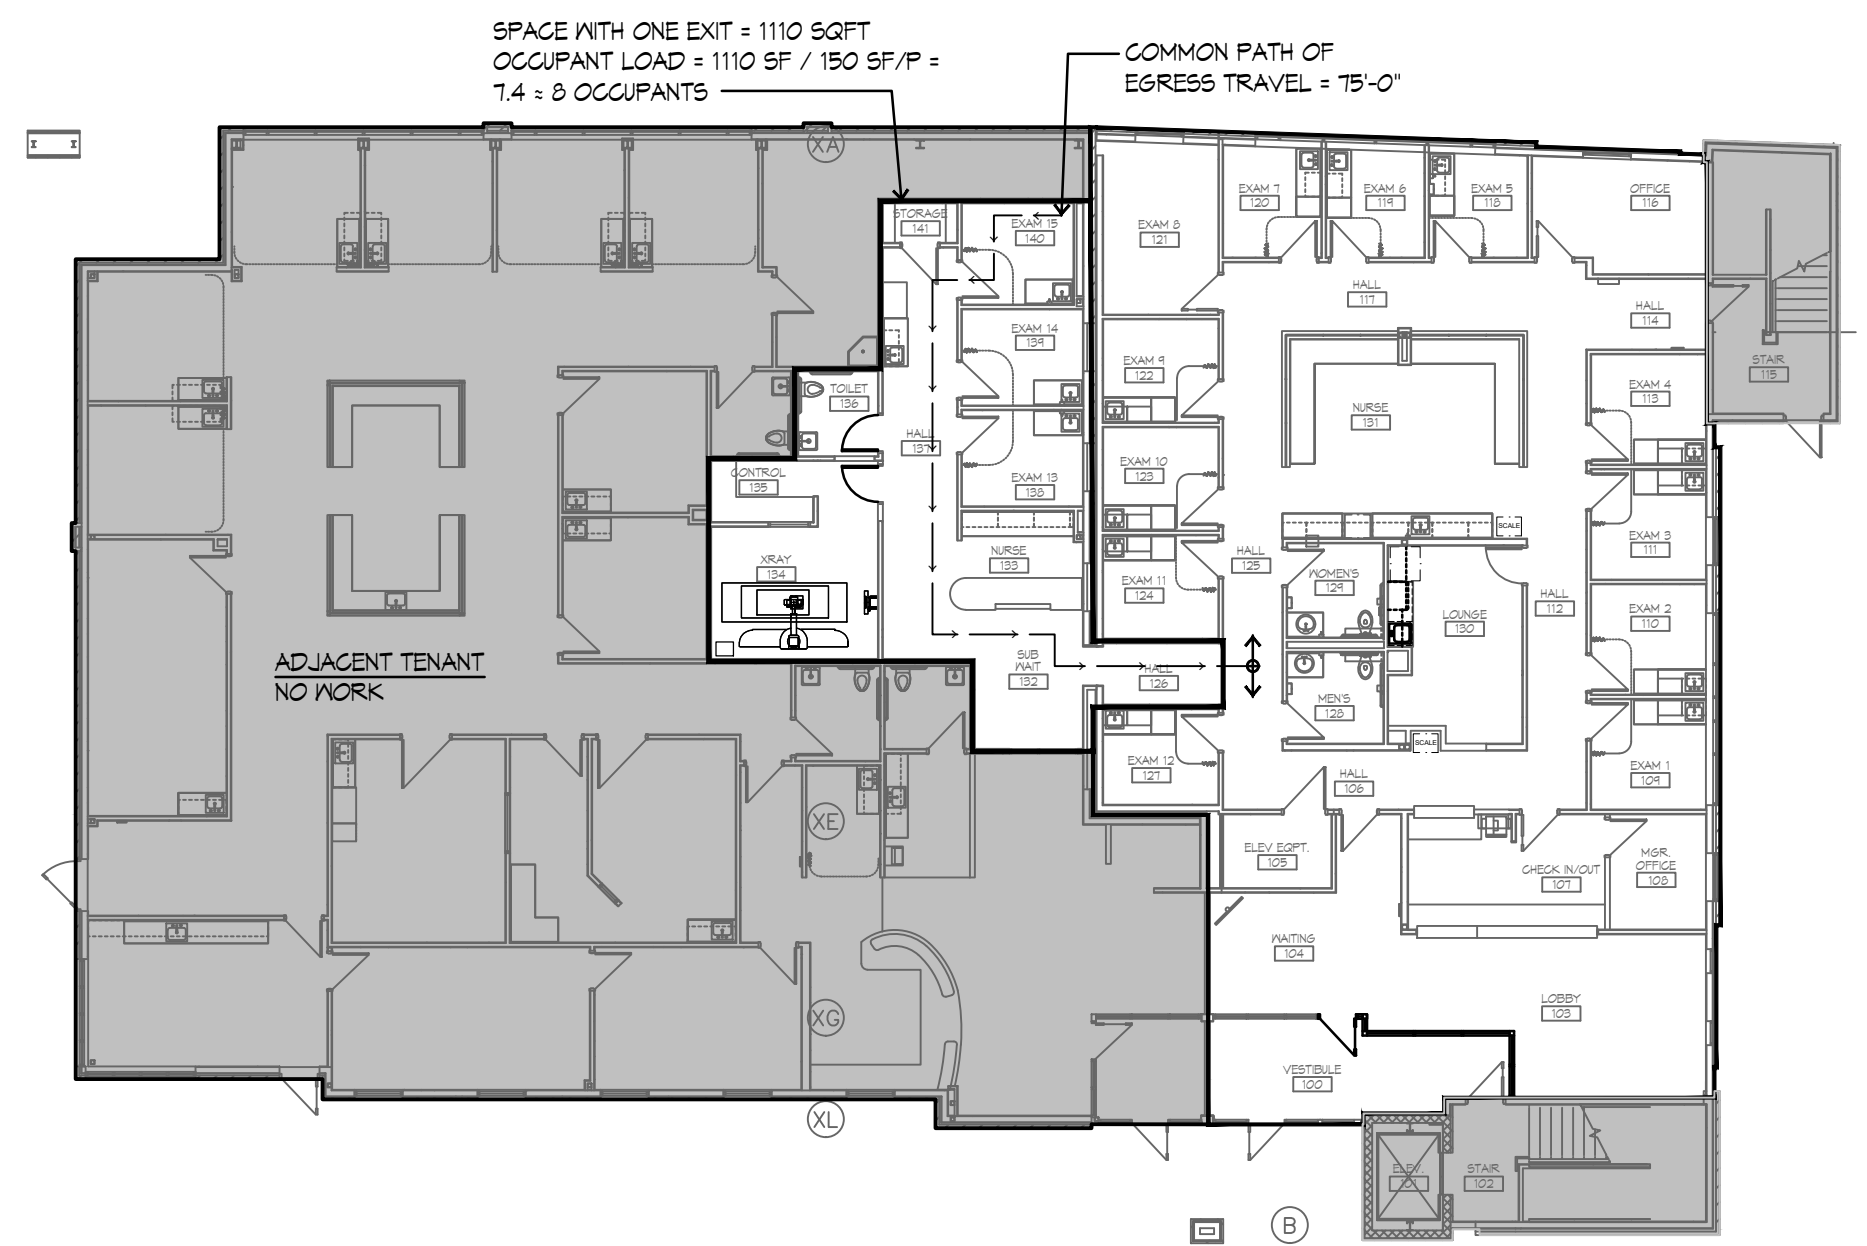 SPACE WITH ONE EXIT = 1110 SQFT
OCCUPANT LOAD = 1110 SF / 150 SF/P =
7.4 ≈ 8 OCCUPANTS
COMMON PATH OF
EGRESS TRAVEL = 75'-0"
XA
STORAGE
141
EXAM 15
140
EXAM 8
121
EXAM 7
120
EXAM 6
119
EXAM 5
118
OFFICE
116
HALL
117
HALL
114
STAIR
115
EXAM 14
139
EXAM 9
122
NURSE
131
EXAM 4
113
TOILET
136
HALL
137
CONTROL
135
EXAM 13
138
EXAM 10
123
SCALE
EXAM 3
111
XRAY
134
NURSE
133
EXAM 11
124
HALL
125
WOMEN'S
129
LOUNGE
130
HALL
112
EXAM 2
110
ADJACENT TENANT
NO WORK
SUB
WAIT
132
HALL
126
MEN'S
128
SCALE
EXAM 12
127
HALL
106
EXAM 1
109
XE
ELEV EQPT.
105
CHECK IN/OUT
107
MGR.
OFFICE
108
WAITING
104
LOBBY
103
XG
VESTIBULE
100
XL
ELEV.
101
STAIR
102
B